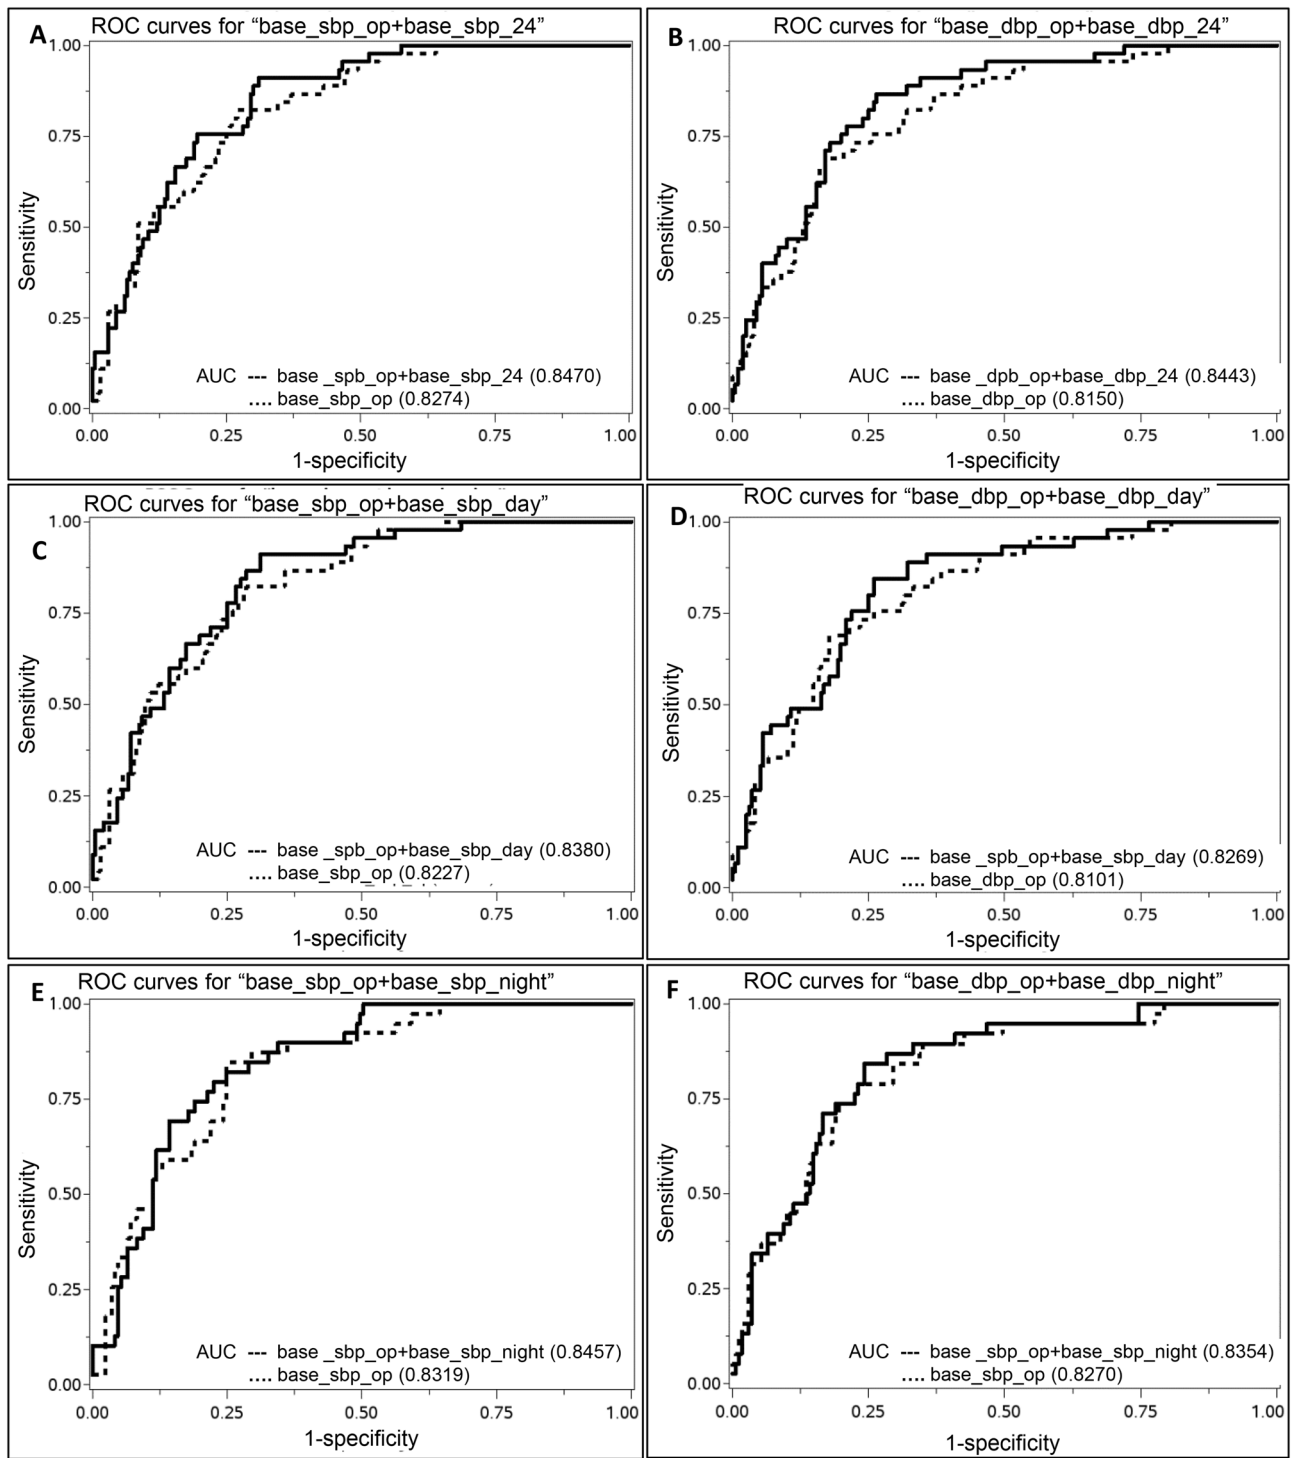 A
ROC curves for “base_sbp_op+base_sbp_24”
1.00
0.75
0.50
0.25
0.00
Sensitivity
AUC --- base _spb_op+base_sbp_24 (0.8470)
.... base_sbp_op (0.8274)
0.00 0.25 0.50 0.75 1.00
1-specificity
B
ROC curves for “base_dbp_op+base_dbp_24”
1.00
0.75
0.50
0.25
0.00
Sensitivity
AUC --- base _dpb_op+base_dbp_24 (0.8443)
.... base_dbp_op (0.8150)
0.00 0.25 0.50 0.75 1.00
1-specificity
ROC curves for “base_sbp_op+base_sbp_day”
C
1.00
0.75
0.50
0.25
0.00
Sensitivity
AUC --- base _spb_op+base_sbp_day (0.8380)
.... base_sbp_op (0.8227)
0.00 0.25 0.50 0.75 1.00
1-specificity
ROC curves for “base_dbp_op+base_dbp_day”
D
1.00
0.75
0.50
0.25
0.00
Sensitivity
AUC --- base _spb_op+base_sbp_day (0.8269)
.... base_dbp_op (0.8101)
0.00 0.25 0.50 0.75 1.00
1-specificity
E
ROC curves for “base_sbp_op+base_sbp_night”
1.00
0.75
0.50
0.25
0.00
Sensitivity
AUC --- base _sbp_op+base_sbp_night (0.8457)
.... base_sbp_op (0.8319)
0.00 0.25 0.50 0.75 1.00
1-specificity
F
ROC curves for “base_dbp_op+base_dbp_night”
1.00
0.75
0.50
0.25
0.00
Sensitivity
AUC --- base _sbp_op+base_sbp_night (0.8354)
.... base_sbp_op (0.8270)
0.00 0.25 0.50 0.75 1.00
1-specificity